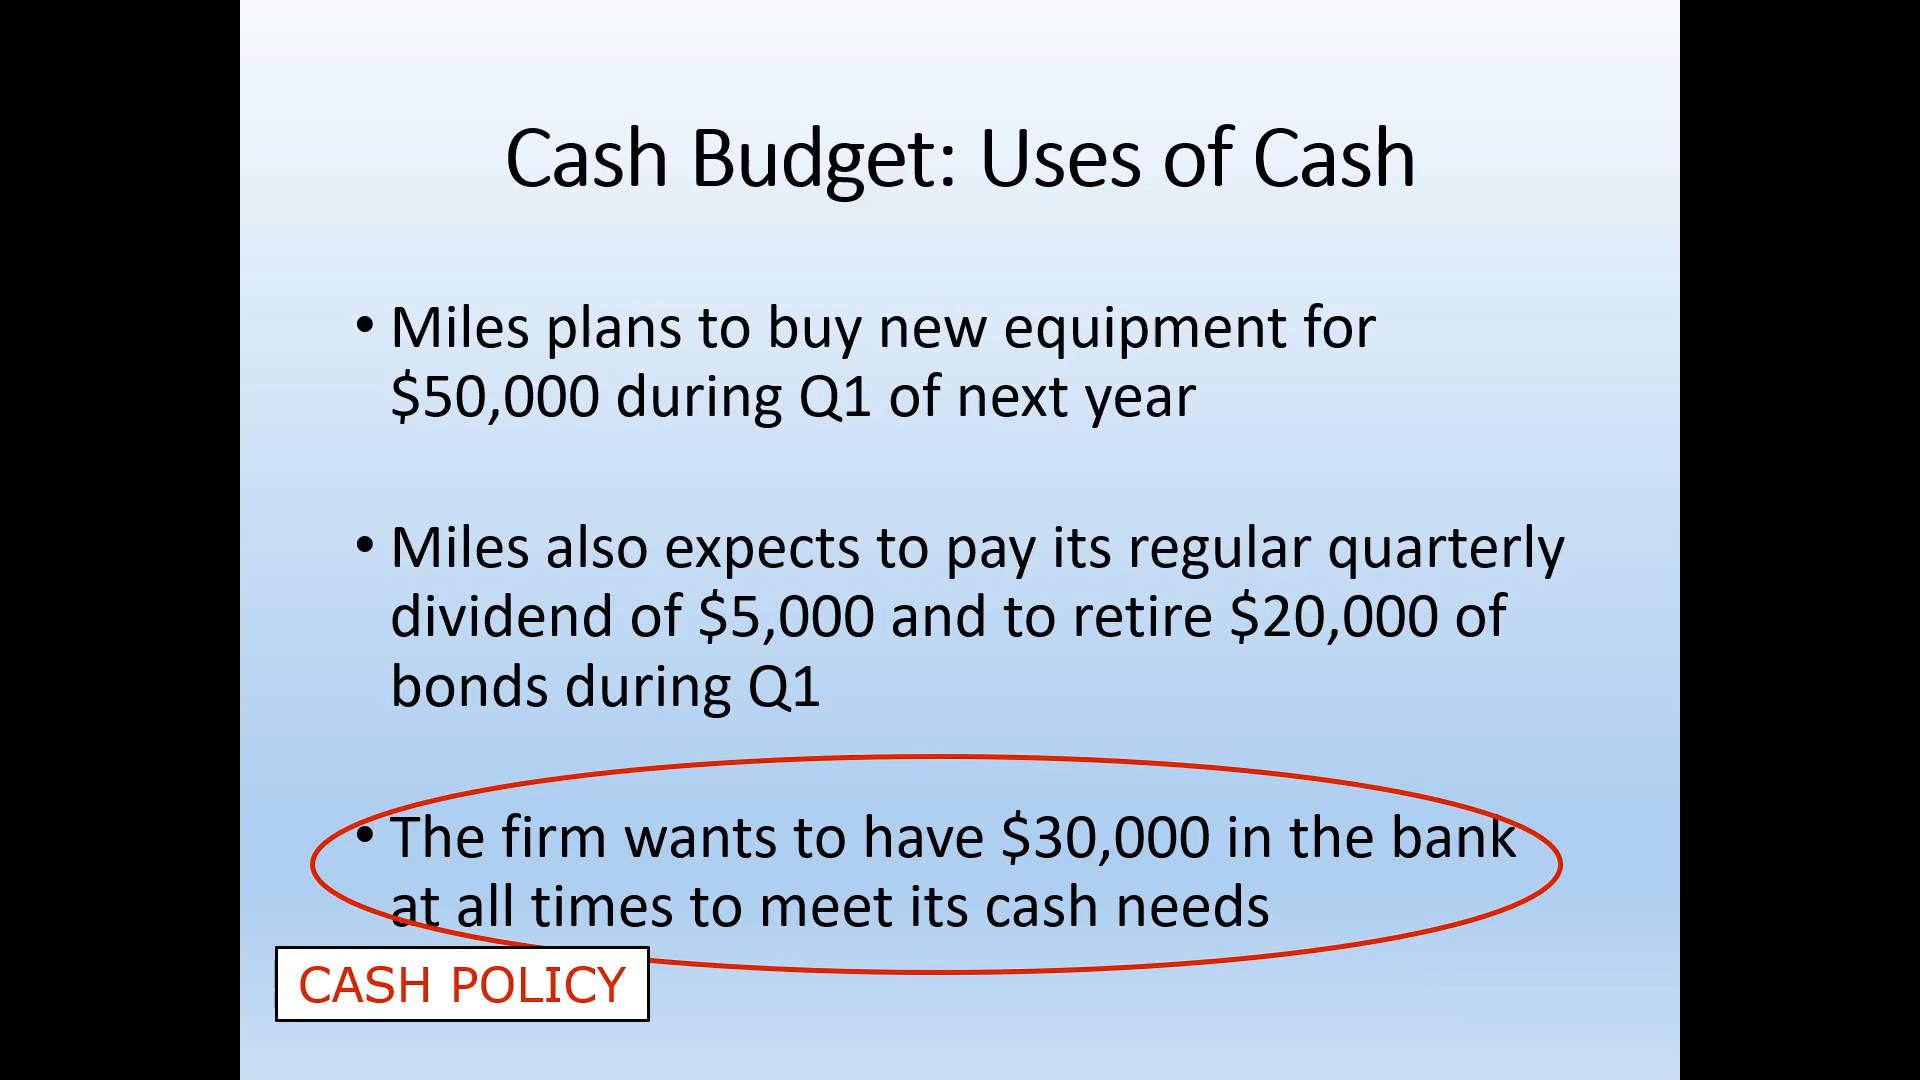 Cash Budget: Uses of Cash
• Miles plans to buy new equipment for
$50,000 during Q1 of next year
• Miles also expects to pay its regular quarterly
dividend of $5,000 and to retire $20,000 of
bonds during Q1
• The firm wants to have $30,000 in the bank
at all times to meet its cash needs
CASH POLICY